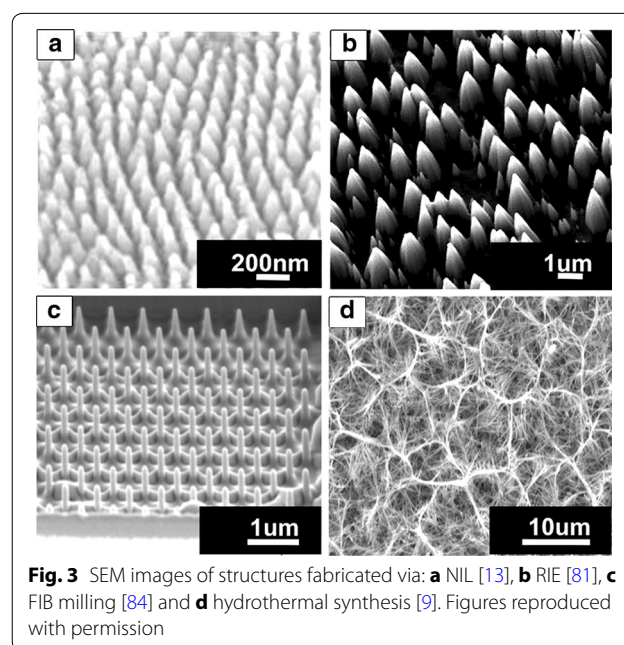 a
b
200nm
1um
c
d
1um
10um
Fig. 3 SEM images of structures fabricated via: a NIL [13], b RIE [81], c
FIB milling [84] and d hydrothermal synthesis [9]. Figures reproduced
with permission